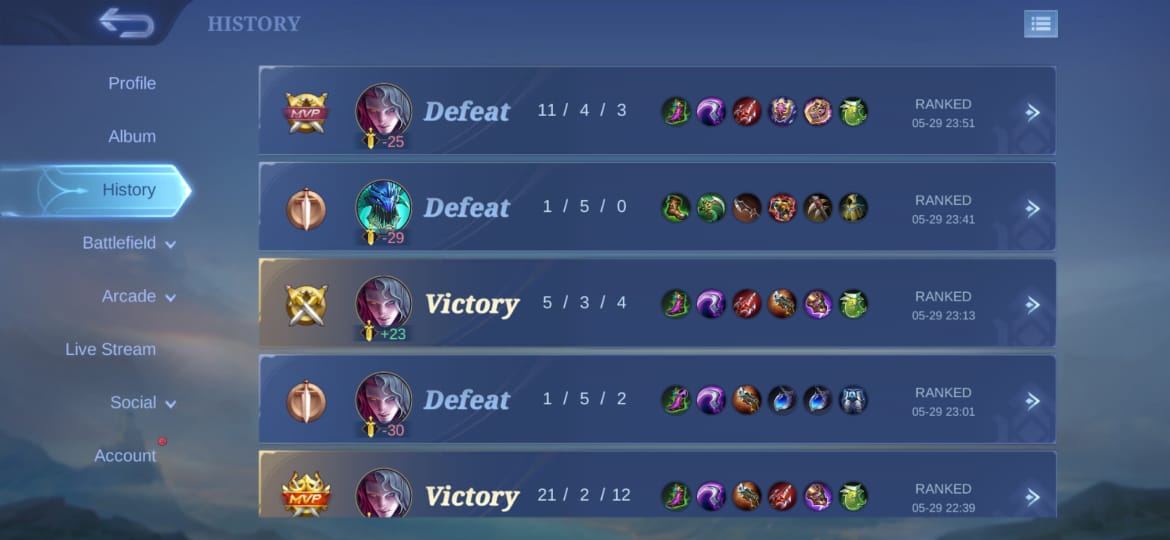 HISTORY
Profile
Album
History
Battlefield
Arcade
Live Stream
Social
Account
MVP
-25
Defeat
11 / 4 / 3
RANKED
05-29 23:51
-29
Defeat
1 / 5 / 0
RANKED
05-29 23:41
+23
Victory
5 / 3 / 4
RANKED
05-29 23:13
-30
Defeat
1 / 5 / 2
RANKED
05-29 23:01
MVP
Victory
21 / 2 / 12
RANKED
05-29 22:39